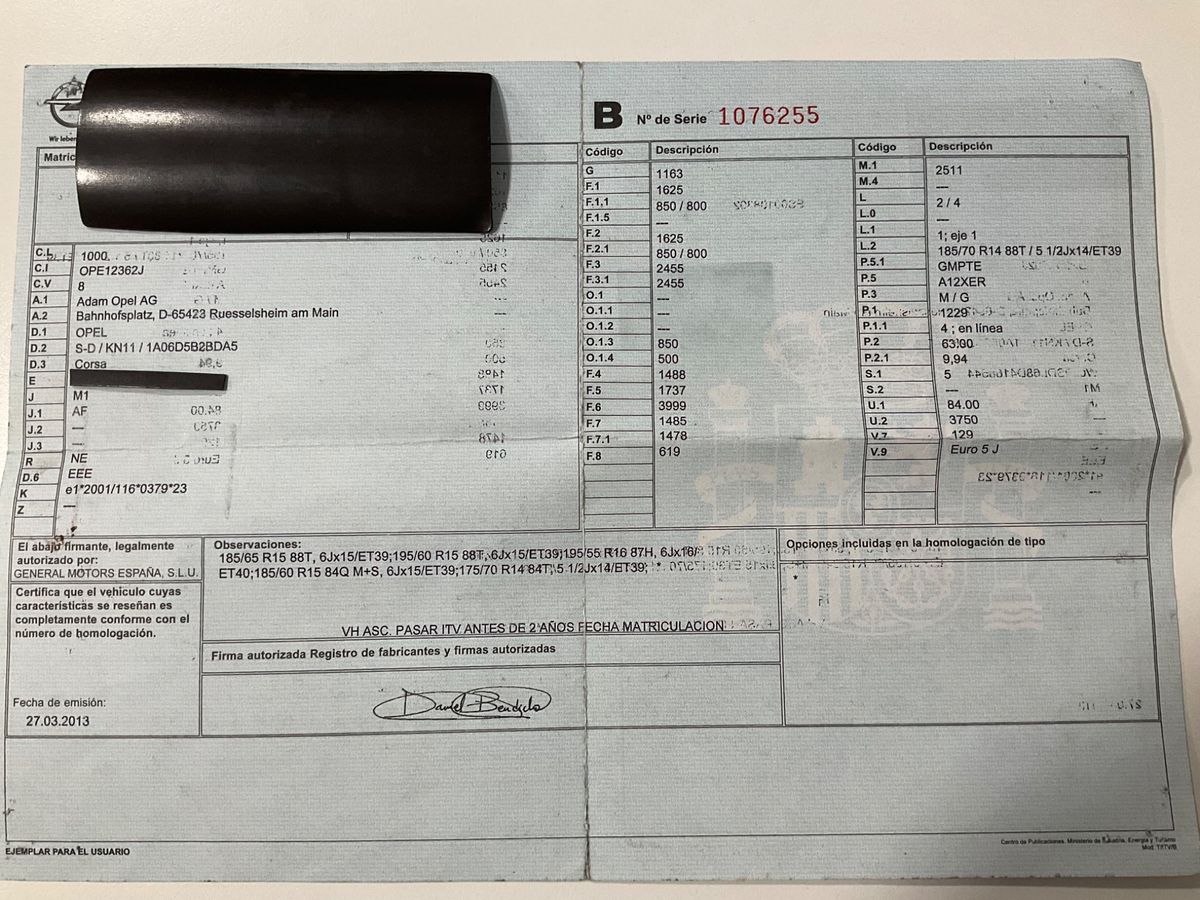 Wir leben
B Nº de Serie 1076255
Matric
Código Descripción Código Descripción
C.L 1000.
C.I OPE12362J
C.V 8
A.1 Adam Opel AG
A.2 Bahnhofsplatz, D-65423 Ruesselsheim am Main
D.1 OPEL
D.2 S-D / KN11 / 1A06D5B2BDA5
D.3 Corsa
E
J M1
J.1 AF
J.2 ---
J.3 ---
R NE
D.6 EEE
K e1*2001/116*0379*23
Z ---
G 1163
F.1 1625
F.1,1 850 / 800
F.1.5 ---
F.2 1625
F.2.1 850 / 800
F.3 2455
F.3.1 2455
O.1 ---
O.1.1 ---
O.1.2 ---
O.1.3 850
O.1.4 500
F.4 1488
F.5 1737
F.6 3999
F.7 1485
F.7.1 1478
F.8 619
M.1 2511
M.4 ---
L 2 / 4
L.0 ---
L.1 1; eje 1
L.2 185/70 R14 88T / 5 1/2Jx14/ET39
P.5.1 GMPTE
P.5 A12XER
P.3 M / G
P.1 1229
P.1.1 4 ; en línea
P.2 63.00
P.2.1 9,94
S.1 5
S.2 ---
U.1 84.00
U.2 3750
V.7 129
V.9 Euro 5 J
El abajo firmante, legalmente
autorizado por:
GENERAL MOTORS ESPAÑA, S.L.U.
Certifica que el vehiculo cuyas
características se reseñan es
completamente conforme con el
número de homologación.
Fecha de emisión:
27.03.2013
Observaciones:
185/65 R15 88T, 6Jx15/ET39;195/60 R15 88T, 6Jx15/ET39;195/55 R16 87H, 6Jx16/
ET40;185/60 R15 84Q M+S, 6Jx15/ET39;175/70 R14 84T, 5 1/2Jx14/ET39;
VH ASC. PASAR ITV ANTES DE 2 AÑOS FECHA MATRICULACION
Firma autorizada Registro de fabricantes y firmas autorizadas
Opciones incluidas en la homologación de tipo
*
EJEMPLAR PARA EL USUARIO
Centro de Publicaciones. Ministerio de Industria, Energía y Turismo